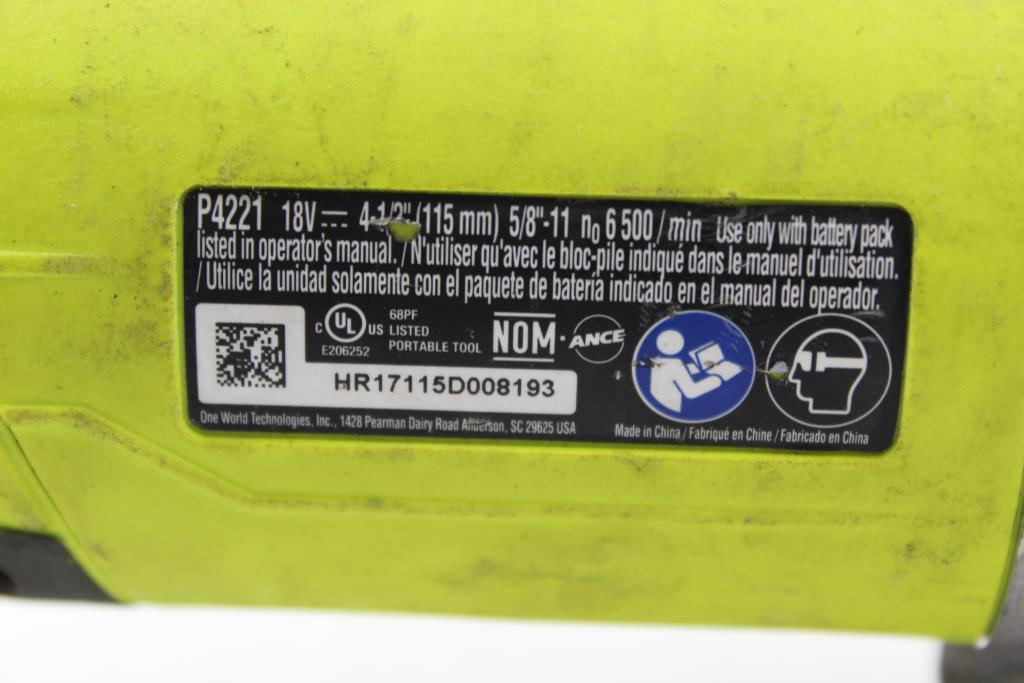 P4221 18V 4-1/2" (115 mm) 5/8"-11 n₀ 6 500 / min Use only with battery pack
listed in operator's manual. / N'utiliser qu'avec le bloc-pile indiqué dans le manuel d'utilisation.
/ Utilice la unidad solamente con el paquete de batería indicado en el manual del operador.
C UL US
E206252
68PF
LISTED
PORTABLE TOOL
NOM - ANCE
HR17115D008193
One World Technologies, Inc., 1428 Pearman Dairy Road Anderson, SC 29625 USA
Made in China / Fabriqué en Chine / Fabricado en China